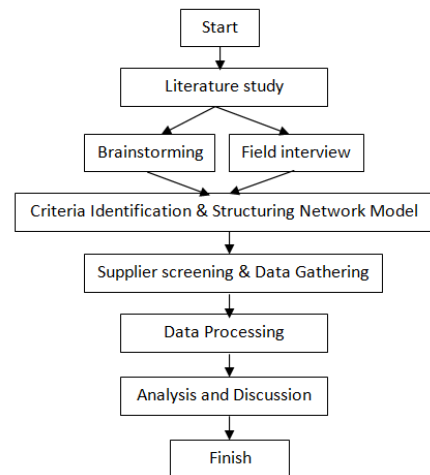 Start
Literature study
Brainstorming
Field interview
Criteria Identification & Structuring Network Model
Supplier screening & Data Gathering
Data Processing
Analysis and Discussion
Finish